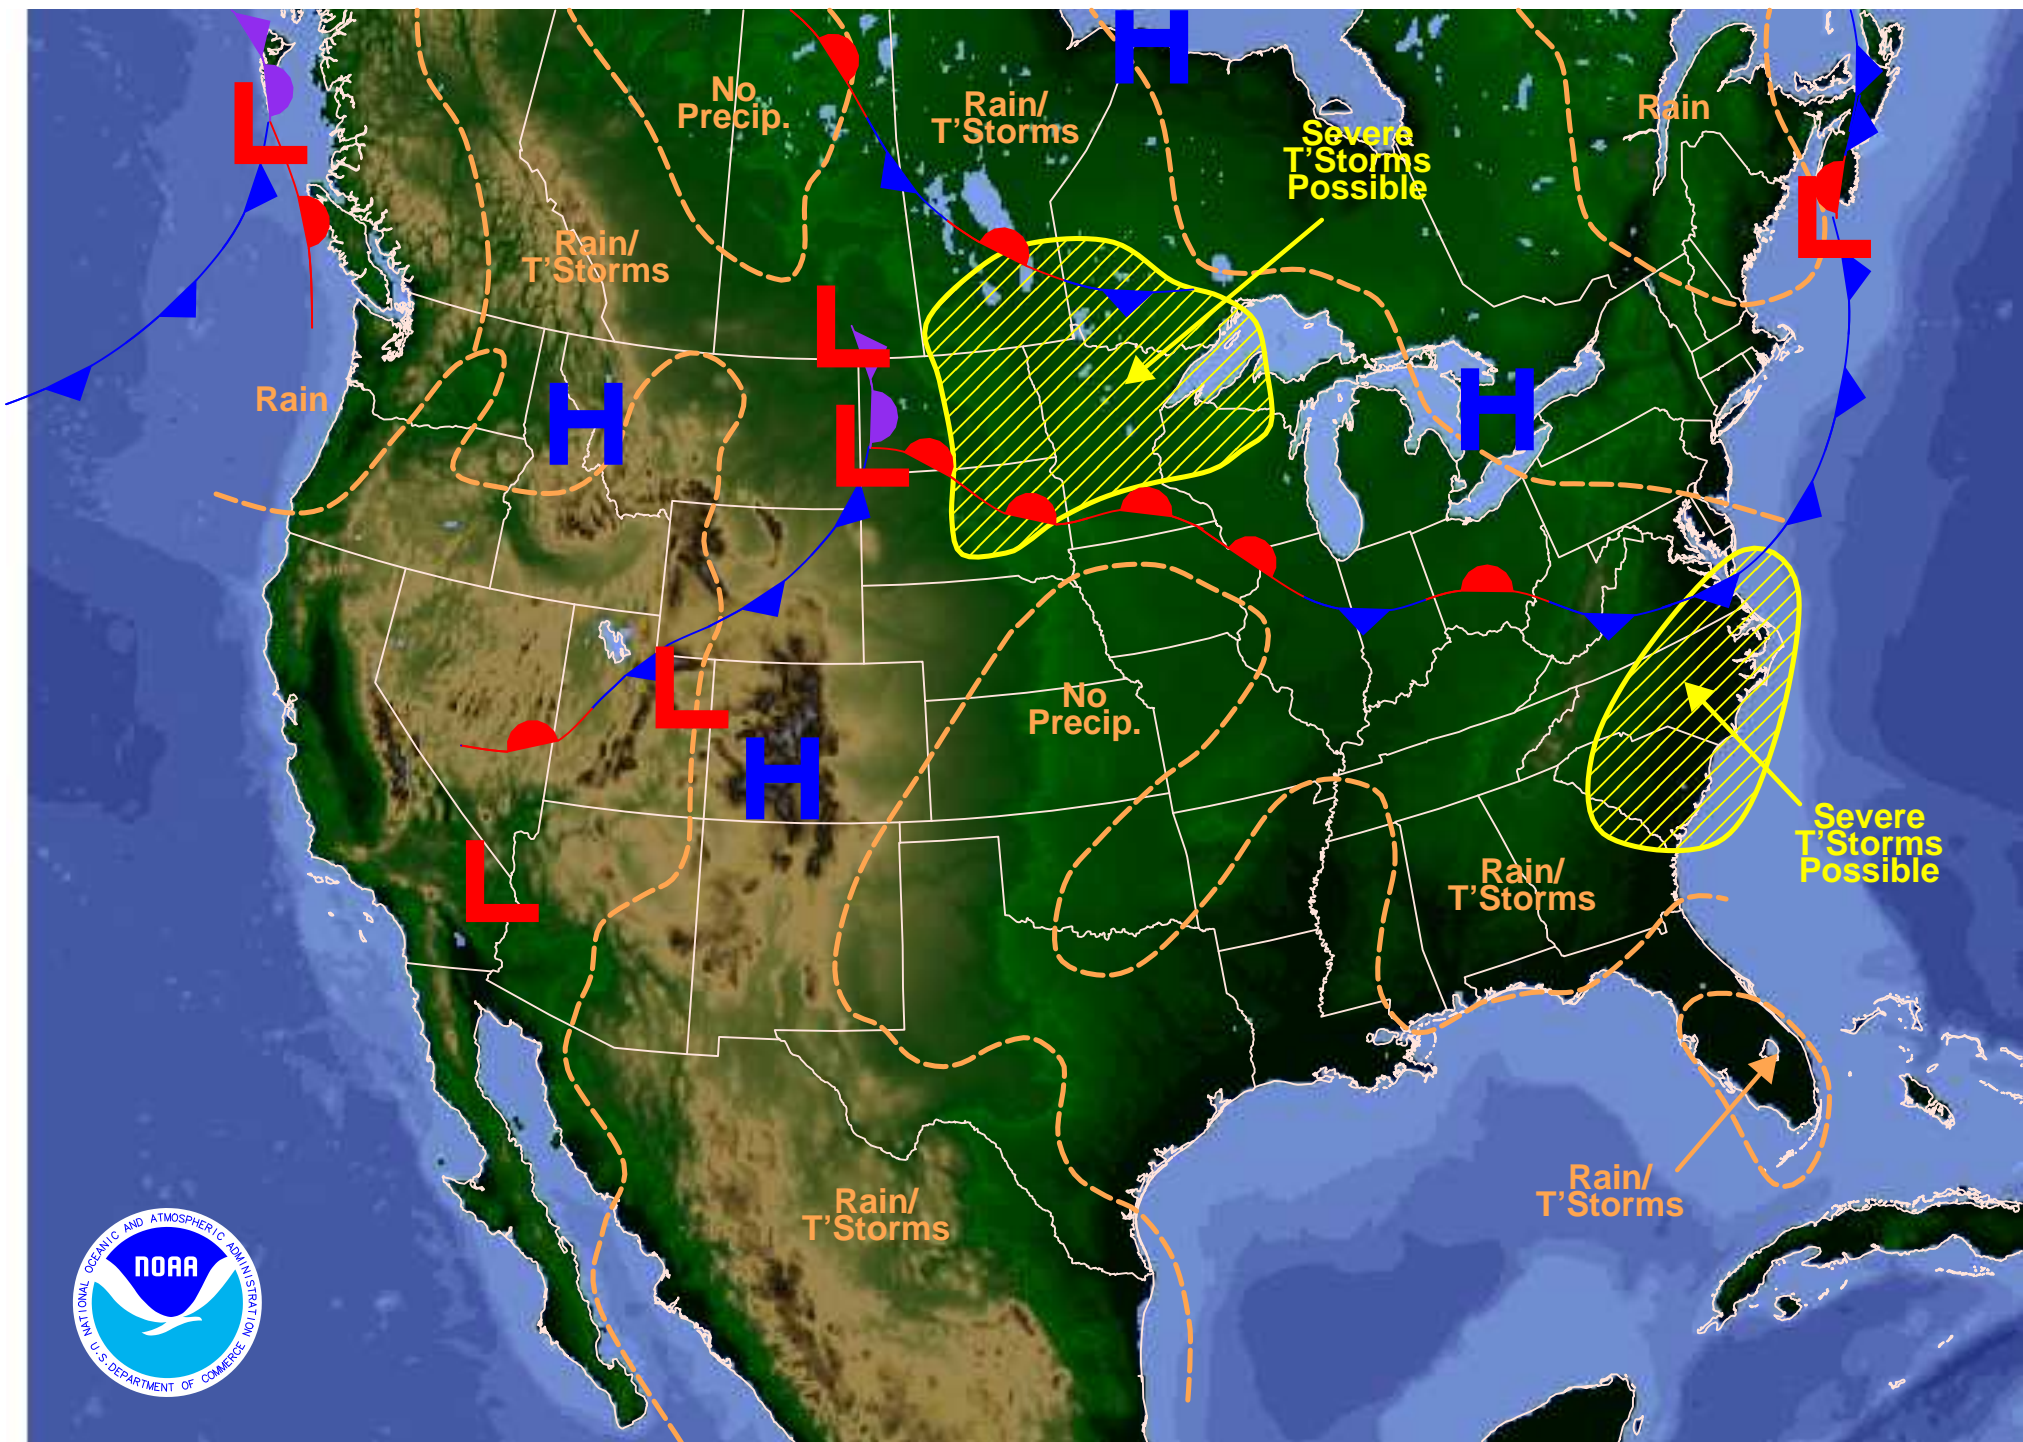 H
No
Precip.
Rain/
T'Storms
Rain
Severe
T'Storms
Possible
L
L
Rain/
T'Storms
L
Rain
H
H
L
L
No
Precip.
H
Severe
T'Storms
Possible
L
Rain/
T'Storms
Rain/
T'Storms
Rain/
T'Storms
NATIONAL OCEANIC AND ATMOSPHERIC ADMINISTRATION
NOAA
U.S. DEPARTMENT OF COMMERCE